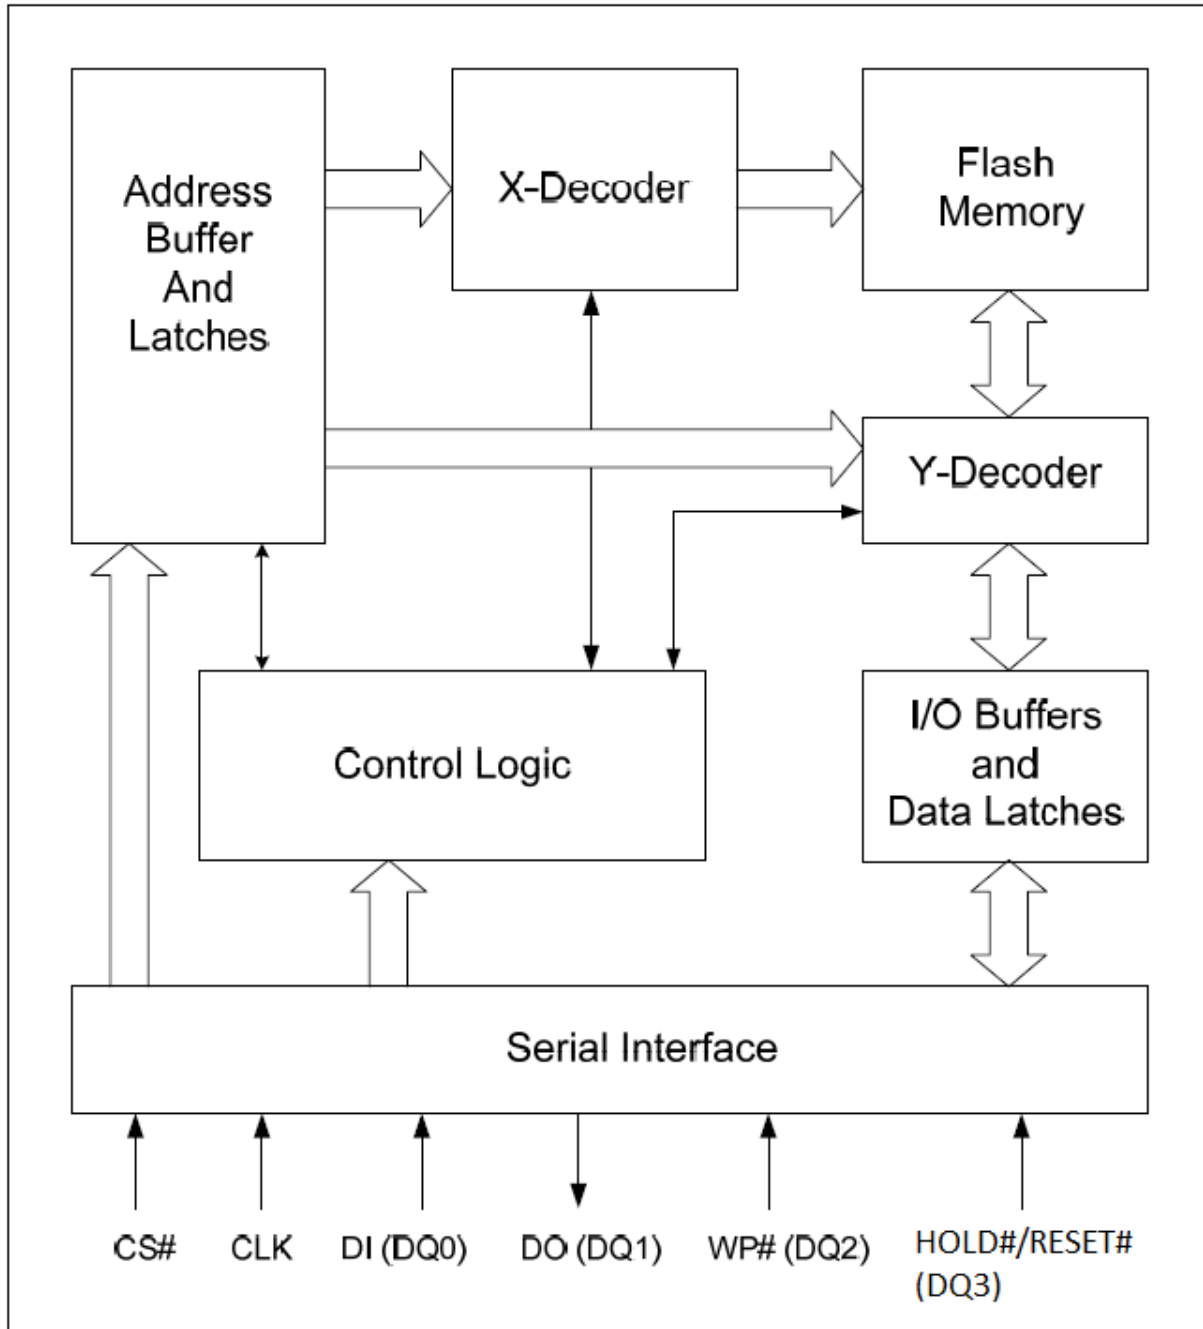 Address
Buffer
And
Latches
X-Decoder
Flash
Memory
Y-Decoder
Control Logic
I/O Buffers
and
Data Latches
Serial Interface
CS#
CLK
DI (DQ0)
DO (DQ1)
WP# (DQ2)
HOLD#/RESET#
(DQ3)